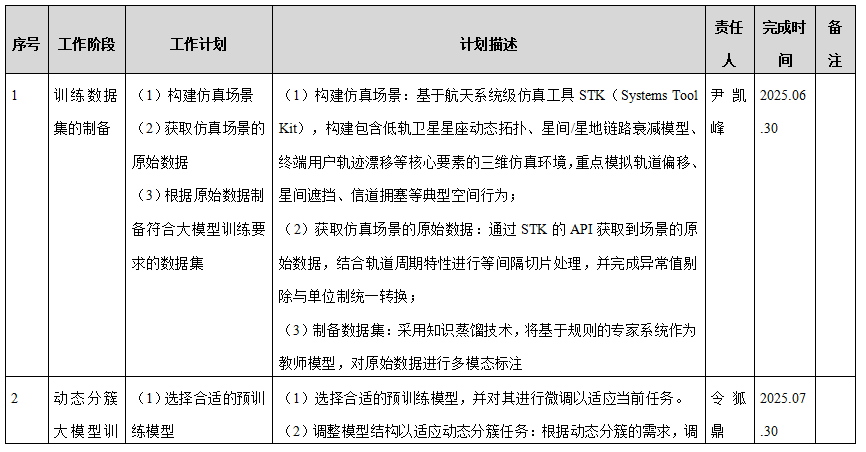 序号 工作阶段 工作计划 计划描述 责任人 完成时间 备注
1
训练数据
集的制备
（1）构建仿真场景
（2）获取仿真场景的
原始数据
（3）根据原始数据制
备符合大模型训练要
求的数据集
（1）构建仿真场景：基于航天系统级仿真工具 STK（Systems Tool
Kit），构建包含低轨卫星星座动态拓扑、星间/星地链路衰减模型、
终端用户轨迹漂移等核心要素的三维仿真环境，重点模拟轨道偏移、
星间遮挡、信道拥塞等典型空间行为；
（2）获取仿真场景的原始数据：通过 STK 的 API 获取到场景的原
始数据，结合轨道周期特性进行等间隔切片处理，并完成异常值剔
除与单位制统一转换；
（3）制备数据集：采用知识蒸馏技术，将基于规则的专家系统作为
教师模型，对原始数据进行多模态标注
尹凯
峰
2025.06
.30
2
动态分簇
大模型训
（1）选择合适的预训
练模型
（1）选择合适的预训练模型，并对其进行微调以适应当前任务。
（2）调整模型结构以适应动态分簇任务：根据动态分簇的需求，调
令狐
鼎
2025.07
.30